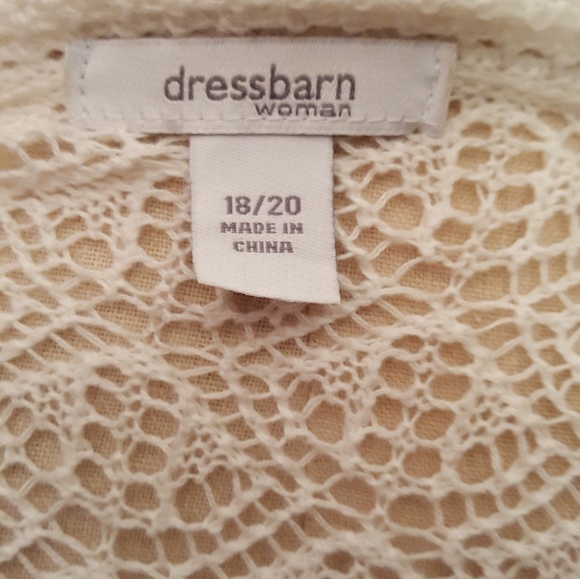 dressbarn
woman
18/20
MADE IN
CHINA